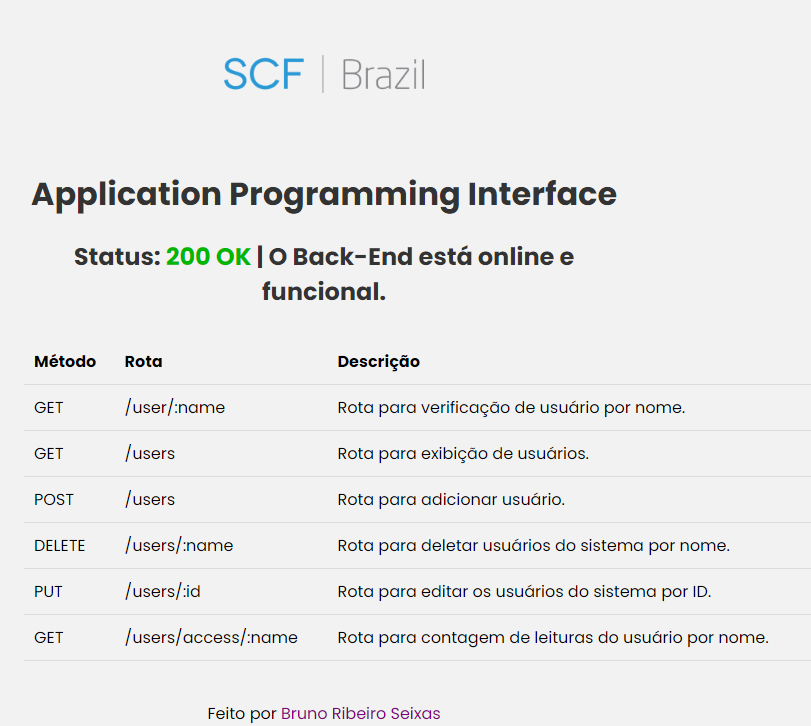 SCF | Brazil
Application Programming Interface
Status: 200 OK | O Back-End está online e
funcional.
Método Rota Descrição
GET /user/:name Rota para verificação de usuário por nome.
GET /users Rota para exibição de usuários.
POST /users Rota para adicionar usuário.
DELETE /users/:name Rota para deletar usuários do sistema por nome.
PUT /users/:id Rota para editar os usuários do sistema por ID.
GET /users/access/:name Rota para contagem de leituras do usuário por nome.
Feito por Bruno Ribeiro Seixas